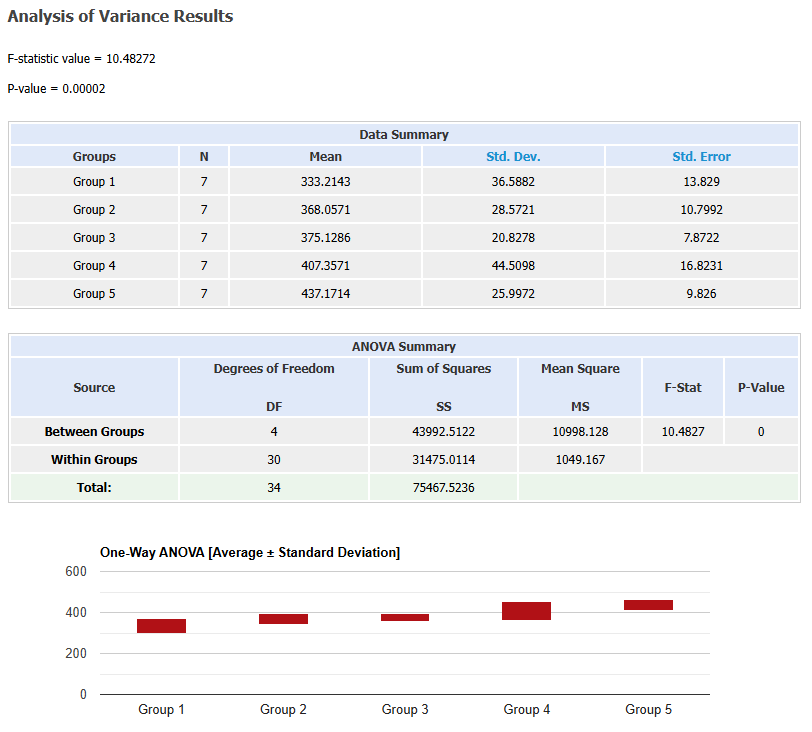 Analysis of Variance Results
F-statistic value = 10.48272
P-value = 0.00002
Data Summary
Groups N Mean Std. Dev. Std. Error
Group 1 7 333.2143 36.5882 13.829
Group 2 7 368.0571 28.5721 10.7992
Group 3 7 375.1286 20.8278 7.8722
Group 4 7 407.3571 44.5098 16.8231
Group 5 7 437.1714 25.9972 9.826
ANOVA Summary
Source Degrees of Freedom Sum of Squares Mean Square F-Stat P-Value
DF SS MS
Between Groups 4 43992.5122 10998.128 10.4827 0
Within Groups 30 31475.0114 1049.167
Total: 34 75467.5236
One-Way ANOVA [Average ± Standard Deviation]
600
400
200
0
Group 1 Group 2 Group 3 Group 4 Group 5